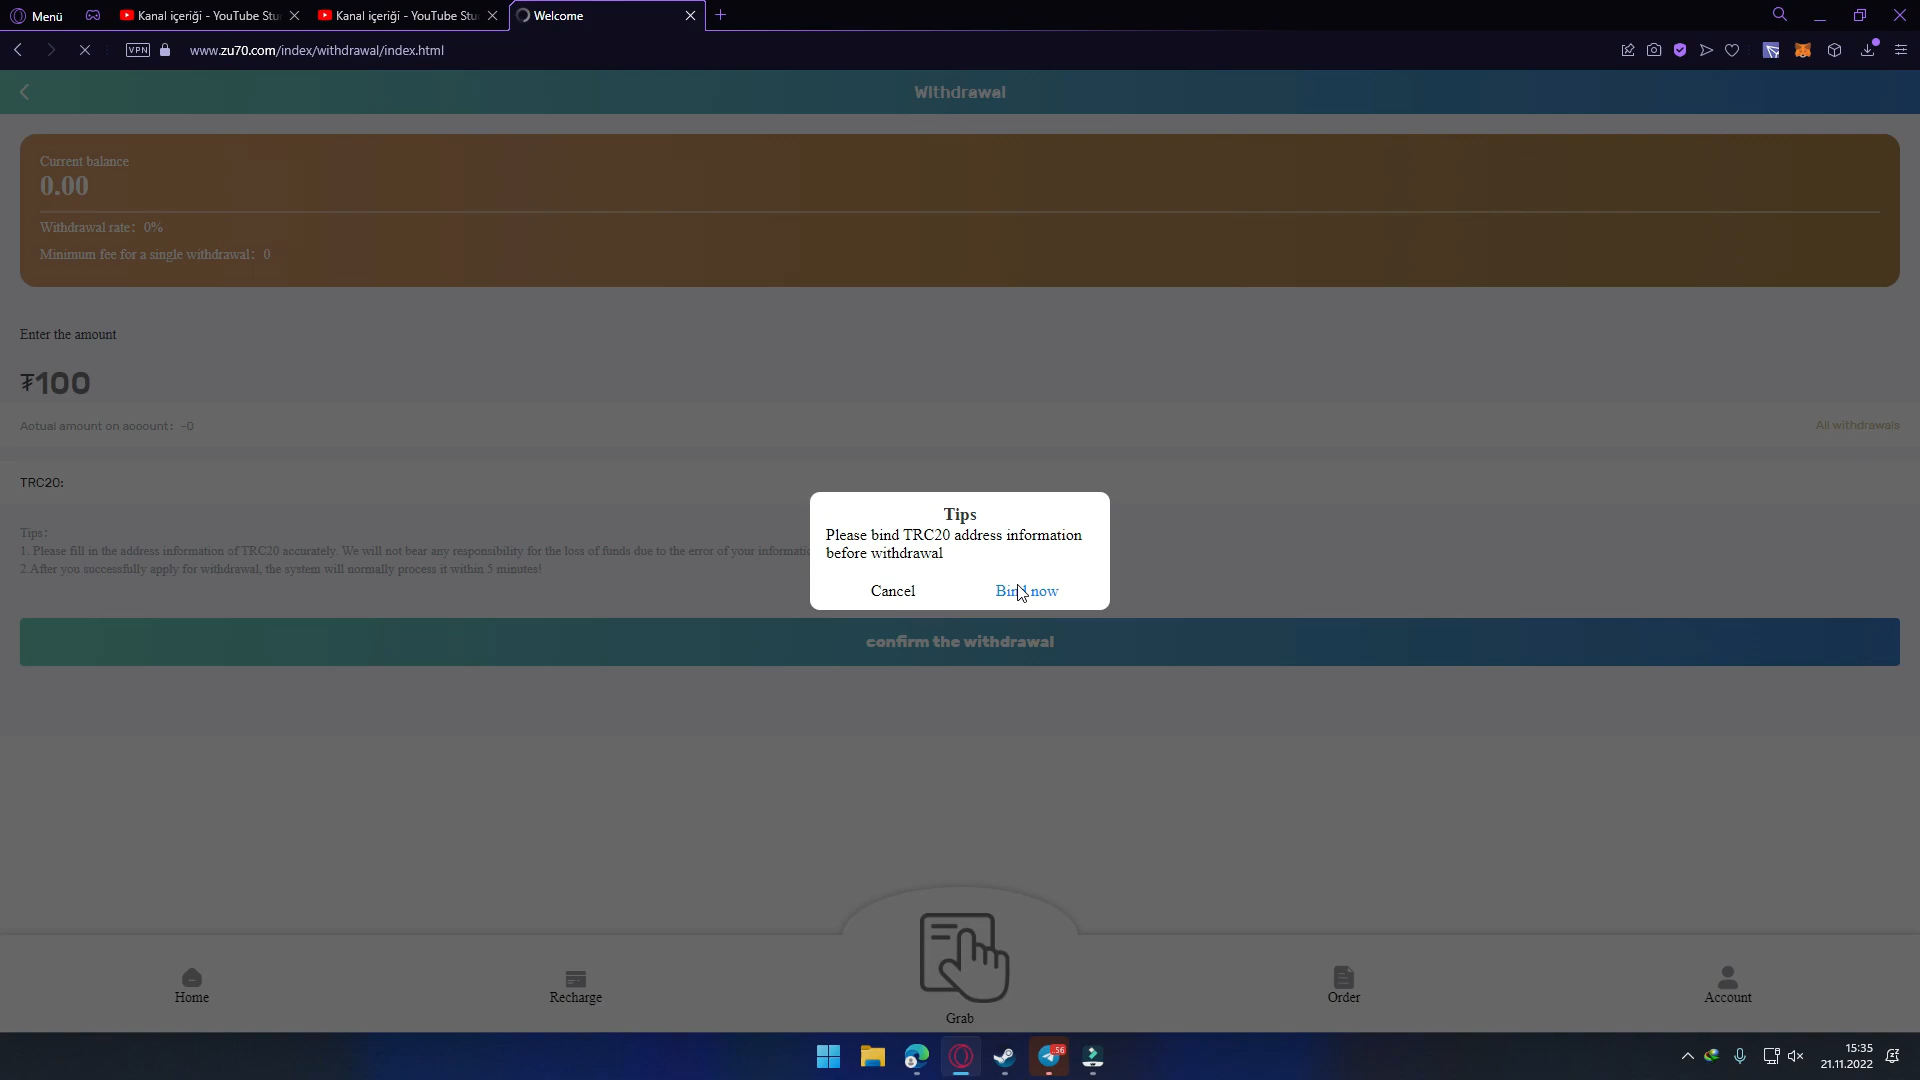 Menü
Kanal içeriği - YouTube Stu
Kanal içeriği - YouTube Stu
Welcome
VPN
www.zu70.com/index/withdrawal/index.html
Withdrawal
Current balance
0.00
Withdrawal rate: 0%
Minimum fee for a single withdrawal: 0
Enter the amount
₮100
Actual amount on account: -0
All withdrawals
TRC20:
Tips:
1. Please fill in the address information of TRC20 accurately. We will not bear any responsibility for the loss of funds due to the error of your informatio
2.After you successfully apply for withdrawal, the system will normally process it within 5 minutes!
Tips
Please bind TRC20 address information
before withdrawal
Cancel
Bind now
confirm the withdrawal
Home
Recharge
Grab
Order
Account
56
15:35
21.11.2022